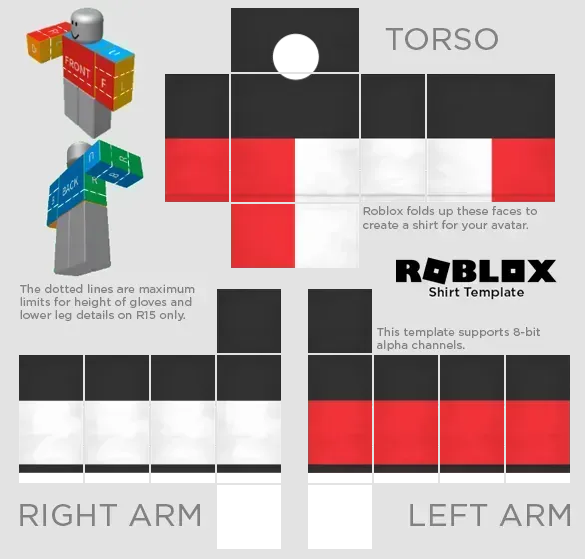 TORSO
FRONT
F
L
BACK
R
Roblox folds up these faces to
create a shirt for your avatar.
ROBLOX
Shirt Template
The dotted lines are maximum
limits for height of gloves and
lower leg details on R15 only.
This template supports 8-bit
alpha channels.
RIGHT ARM
LEFT ARM